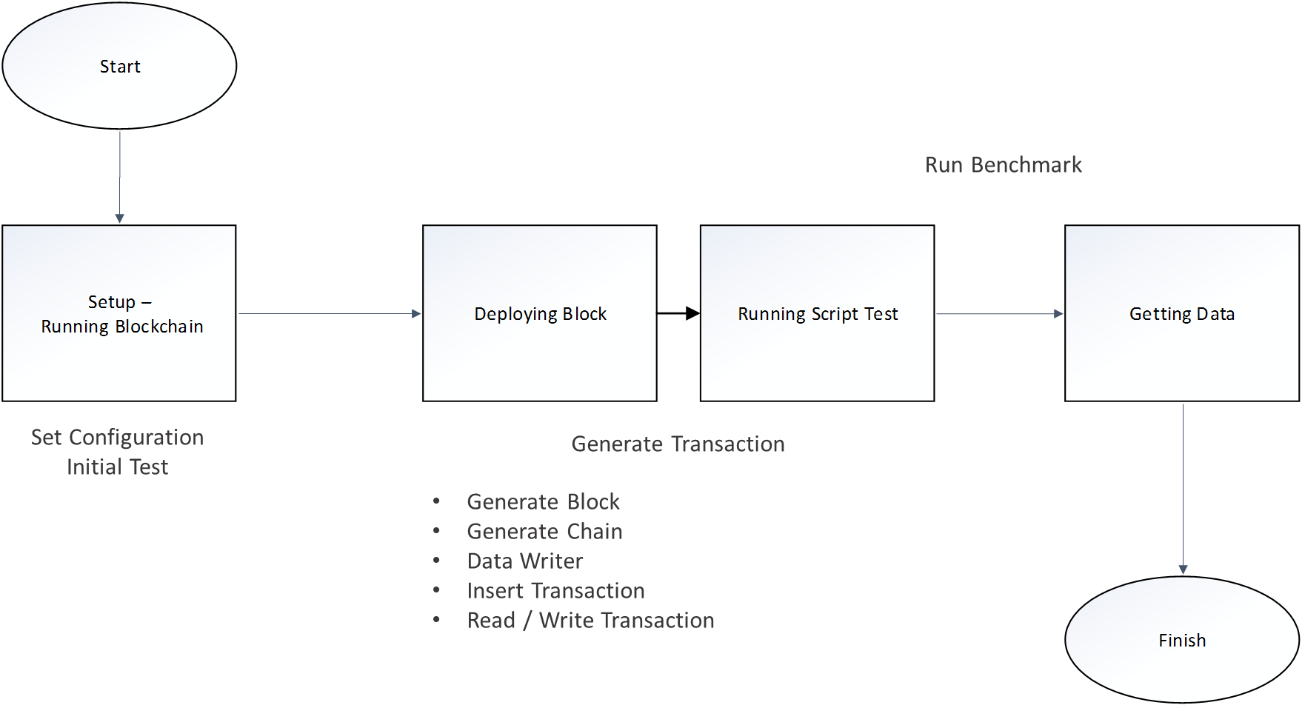 Start
Run Benchmark
Setup –
Running Blockchain
Deploying Block
Running Script Test
Getting Data
Set Configuration
Initial Test
Generate Transaction
• Generate Block
• Generate Chain
• Data Writer
• Insert Transaction
• Read / Write Transaction
Finish